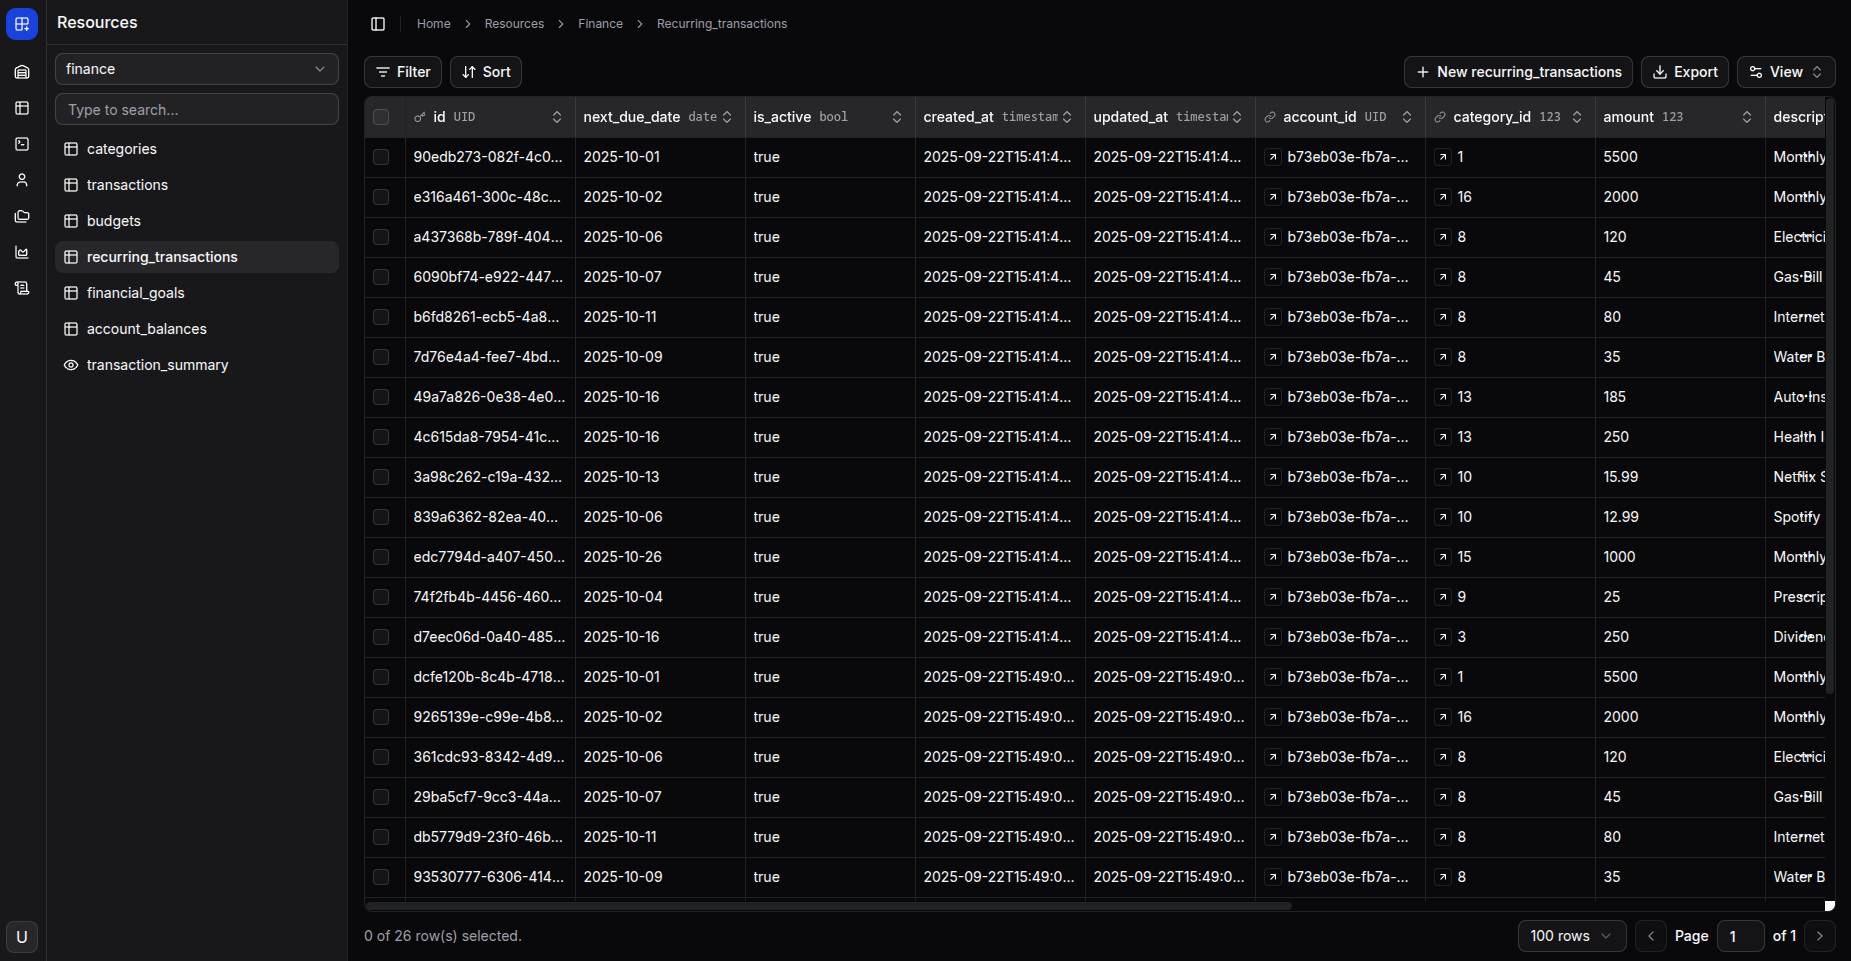 Resources
finance
Type to search...
categories
transactions
budgets
recurring_transactions
financial_goals
account_balances
transaction_summary
U
Home > Resources > Finance > Recurring_transactions
Filter Sort New recurring_transactions Export View
id UID next_due_date date is_active bool created_at timestam updated_at timesta account_id UID category_id 123 amount 123 descrip
90edb273-082f-4c0... 2025-10-01 true 2025-09-22T15:41:4... 2025-09-22T15:41:4... b73eb03e-fb7a-... 1 5500 Monthly
e316a461-300c-48c... 2025-10-02 true 2025-09-22T15:41:4... 2025-09-22T15:41:4... b73eb03e-fb7a-... 16 2000 Monthly
a437368b-789f-404... 2025-10-06 true 2025-09-22T15:41:4... 2025-09-22T15:41:4... b73eb03e-fb7a-... 8 120 Electrici
6090bf74-e922-447... 2025-10-07 true 2025-09-22T15:41:4... 2025-09-22T15:41:4... b73eb03e-fb7a-... 8 45 Gas Bill
b6fd8261-ecb5-4a8... 2025-10-11 true 2025-09-22T15:41:4... 2025-09-22T15:41:4... b73eb03e-fb7a-... 8 80 Internet
7d76e4a4-fee7-4bd... 2025-10-09 true 2025-09-22T15:41:4... 2025-09-22T15:41:4... b73eb03e-fb7a-... 8 35 Water B
49a7a826-0e38-4e0... 2025-10-16 true 2025-09-22T15:41:4... 2025-09-22T15:41:4... b73eb03e-fb7a-... 13 185 Auto Ins
4c615da8-7954-41c... 2025-10-16 true 2025-09-22T15:41:4... 2025-09-22T15:41:4... b73eb03e-fb7a-... 13 250 Health I
3a98c262-c19a-432... 2025-10-13 true 2025-09-22T15:41:4... 2025-09-22T15:41:4... b73eb03e-fb7a-... 10 15.99 Netflix S
839a6362-82ea-40... 2025-10-06 true 2025-09-22T15:41:4... 2025-09-22T15:41:4... b73eb03e-fb7a-... 10 12.99 Spotify
edc7794d-a407-450... 2025-10-26 true 2025-09-22T15:41:4... 2025-09-22T15:41:4... b73eb03e-fb7a-... 15 1000 Monthly
74f2fb4b-4456-460... 2025-10-04 true 2025-09-22T15:41:4... 2025-09-22T15:41:4... b73eb03e-fb7a-... 9 25 Prescrip
d7eec06d-0a40-485... 2025-10-16 true 2025-09-22T15:41:4... 2025-09-22T15:41:4... b73eb03e-fb7a-... 3 250 Dividen
dcfe120b-8c4b-4718... 2025-10-01 true 2025-09-22T15:49:0... 2025-09-22T15:49:0... b73eb03e-fb7a-... 1 5500 Monthly
9265139e-c99e-4b8... 2025-10-02 true 2025-09-22T15:49:0... 2025-09-22T15:49:0... b73eb03e-fb7a-... 16 2000 Monthly
361cdc93-8342-4d9... 2025-10-06 true 2025-09-22T15:49:0... 2025-09-22T15:49:0... b73eb03e-fb7a-... 8 120 Electrici
29ba5cf7-9cc3-44a... 2025-10-07 true 2025-09-22T15:49:0... 2025-09-22T15:49:0... b73eb03e-fb7a-... 8 45 Gas Bill
db5779d9-23f0-46b... 2025-10-11 true 2025-09-22T15:49:0... 2025-09-22T15:49:0... b73eb03e-fb7a-... 8 80 Internet
93530777-6306-414... 2025-10-09 true 2025-09-22T15:49:0... 2025-09-22T15:49:0... b73eb03e-fb7a-... 8 35 Water B
0 of 26 row(s) selected. 100 rows Page 1 of 1